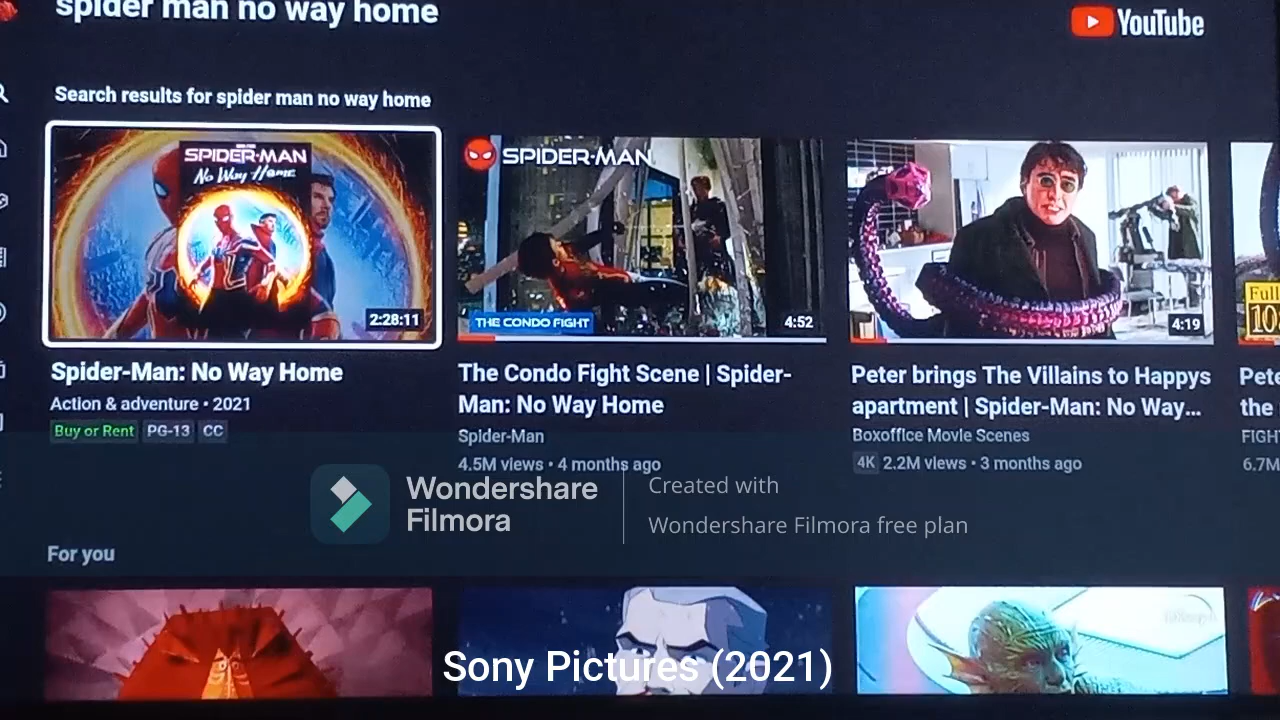 spider man no way home
YouTube
Search results for spider man no way home
SPIDER-MAN
No Way Home
2:28:11
SPIDER-MAN
THE CONDO FIGHT
4:52
4:19
Full
10
Spider-Man: No Way Home
Action & adventure • 2021
Buy or Rent PG-13 CC
The Condo Fight Scene | Spider-
Man: No Way Home
Spider-Man
4.5M views • 4 months ago
Peter brings The Villains to Happys
apartment | Spider-Man: No Way...
Boxoffice Movie Scenes
4K 2.2M views • 3 months ago
Pete
the
FIGH
6.7M
Wondershare
Filmora
Created with
Wondershare Filmora free plan
For you
Sony Pictures (2021)